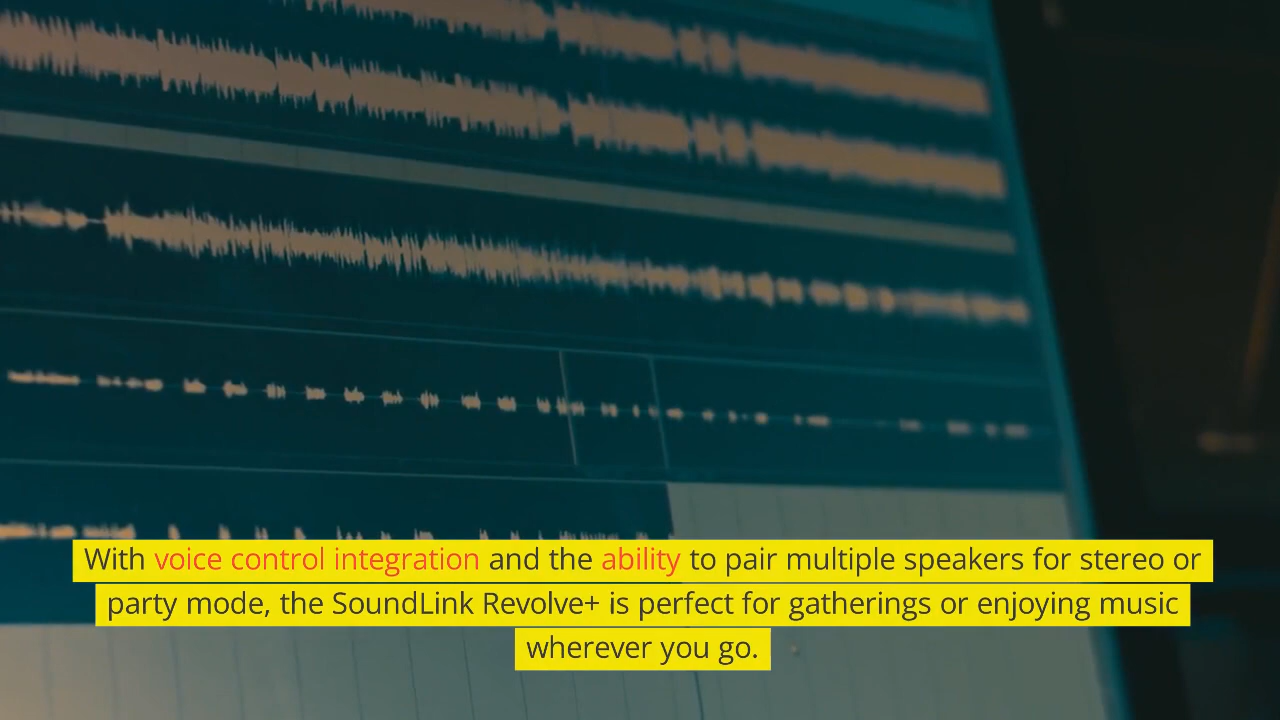 With voice control integration and the ability to pair multiple speakers for stereo or
party mode, the SoundLink Revolve+ is perfect for gatherings or enjoying music
wherever you go.